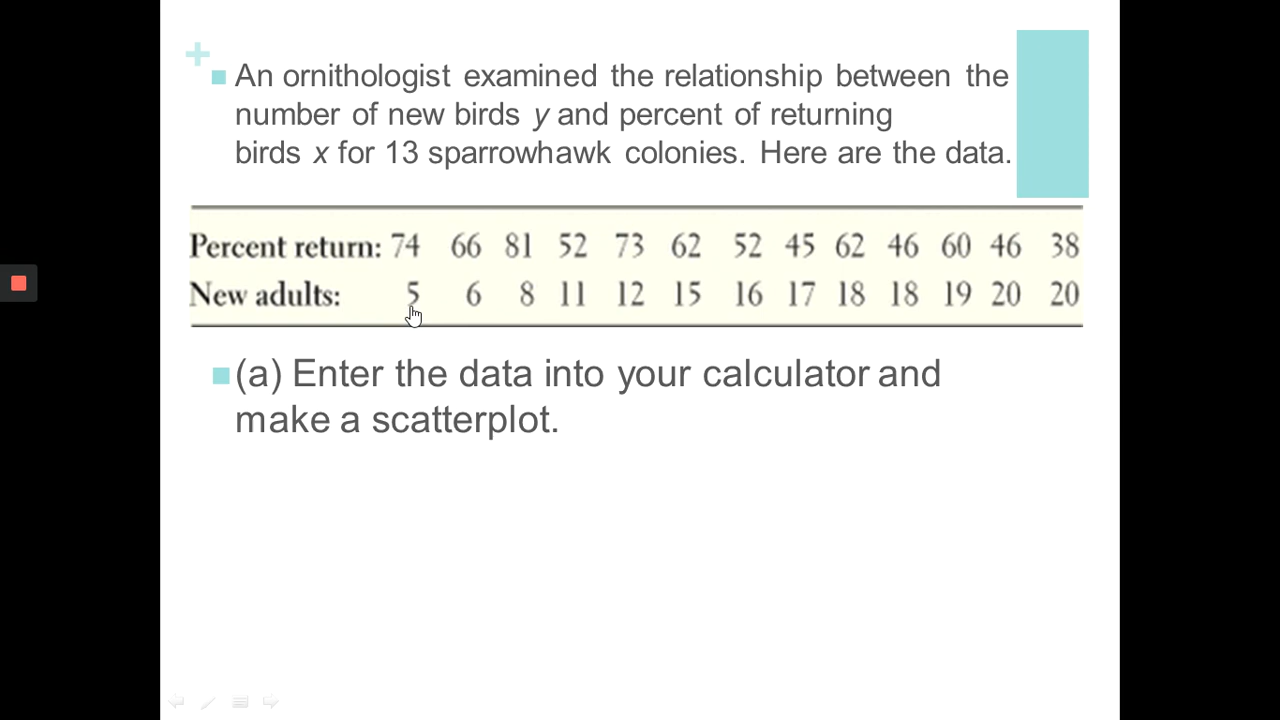 An ornithologist examined the relationship between the
number of new birds y and percent of returning
birds x for 13 sparrowhawk colonies. Here are the data.
Percent return: 74 66 81 52 73 62 52 45 62 46 60 46 38
New adults: 5 6 8 11 12 15 16 17 18 18 19 20 20
(a) Enter the data into your calculator and
make a scatterplot.